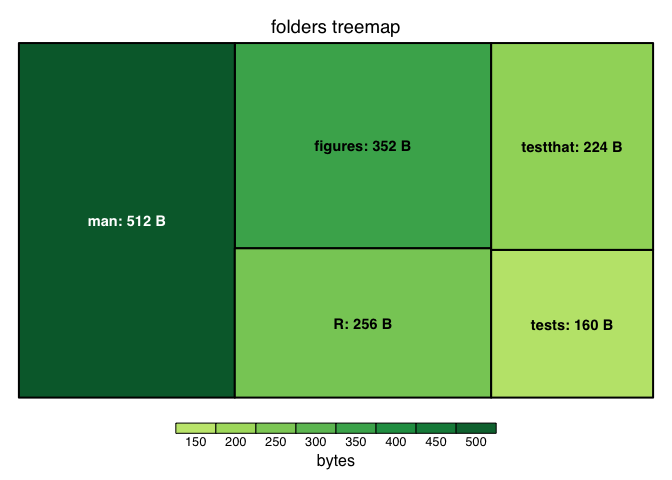 folders treemap
man: 512 B
figures: 352 B
testthat: 224 B
R: 256 B
tests: 160 B
150 200 250 300 350 400 450 500
bytes